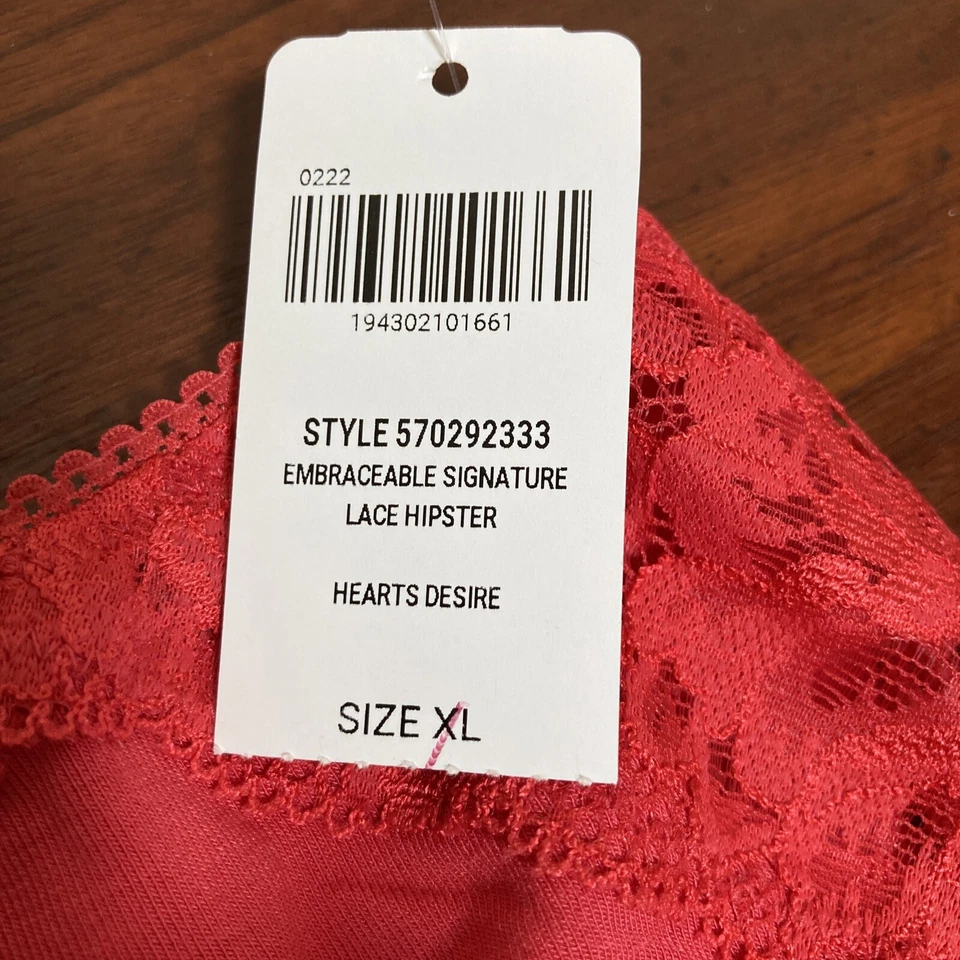 0222
194302101661
STYLE 570292333
EMBRACEABLE SIGNATURE
LACE HIPSTER
HEARTS DESIRE
SIZE XL